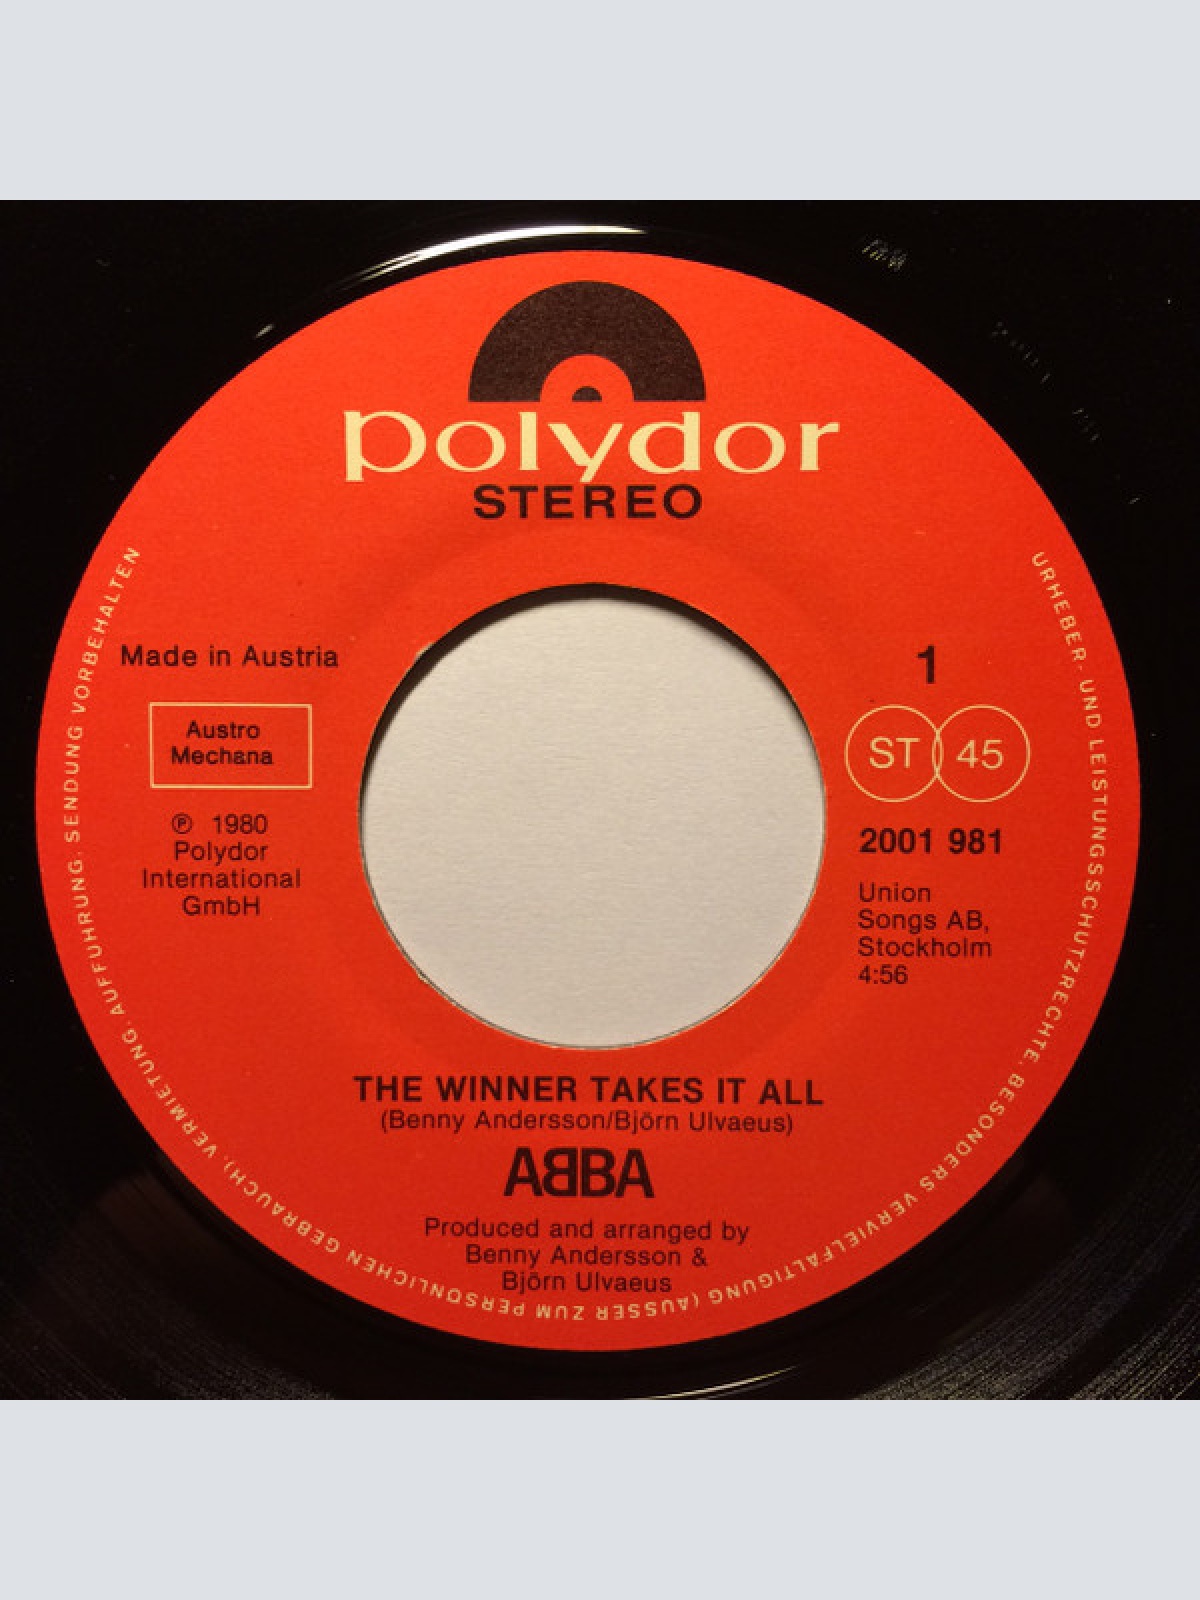 polydor
STEREO
Made in Austria
Austro
Mechana
℗ 1980
Polydor
International
GmbH
1
ST 45
2001 981
Union
Songs AB,
Stockholm
4:56
THE WINNER TAKES IT ALL
(Benny Andersson/Björn Ulvaeus)
ABBA
Produced and arranged by
Benny Andersson &
Björn Ulvaeus
URHEBER- UND LEISTUNGSSCHUTZRECHTE, BESONDERS VERVIELFÄLTIGUNG (AUSSER ZUM PERSÖNLICHEN GEBRAUCH), VERMIETUNG, AUFFÜHRUNG, SENDUNG VORBEHALTEN